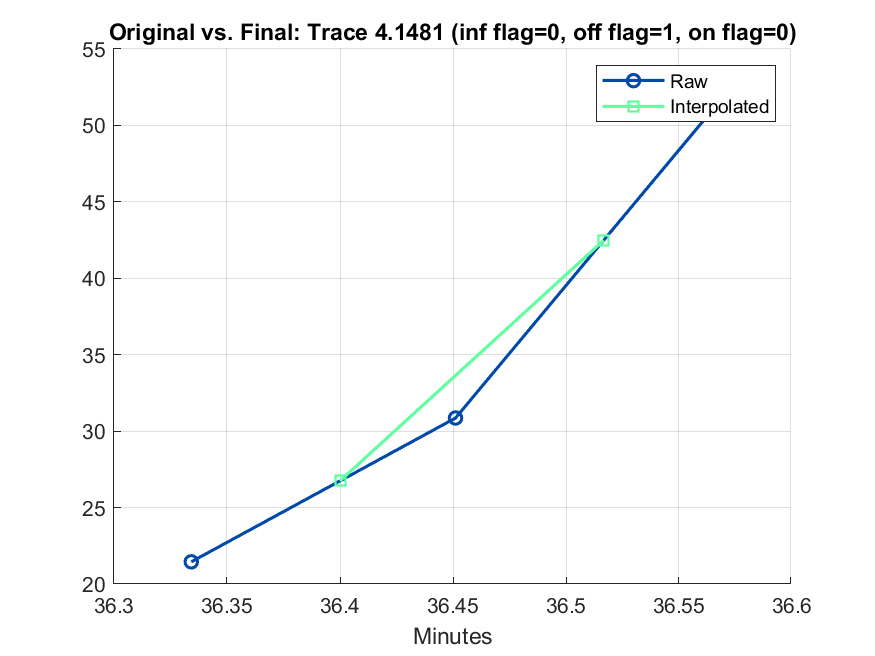 Original vs. Final: Trace 4.1481 (inf flag=0, off flag=1, on flag=0)
55
50
45
40
35
30
25
20
Raw
Interpolated
36.3 36.35 36.4 36.45 36.5 36.55 36.6
Minutes